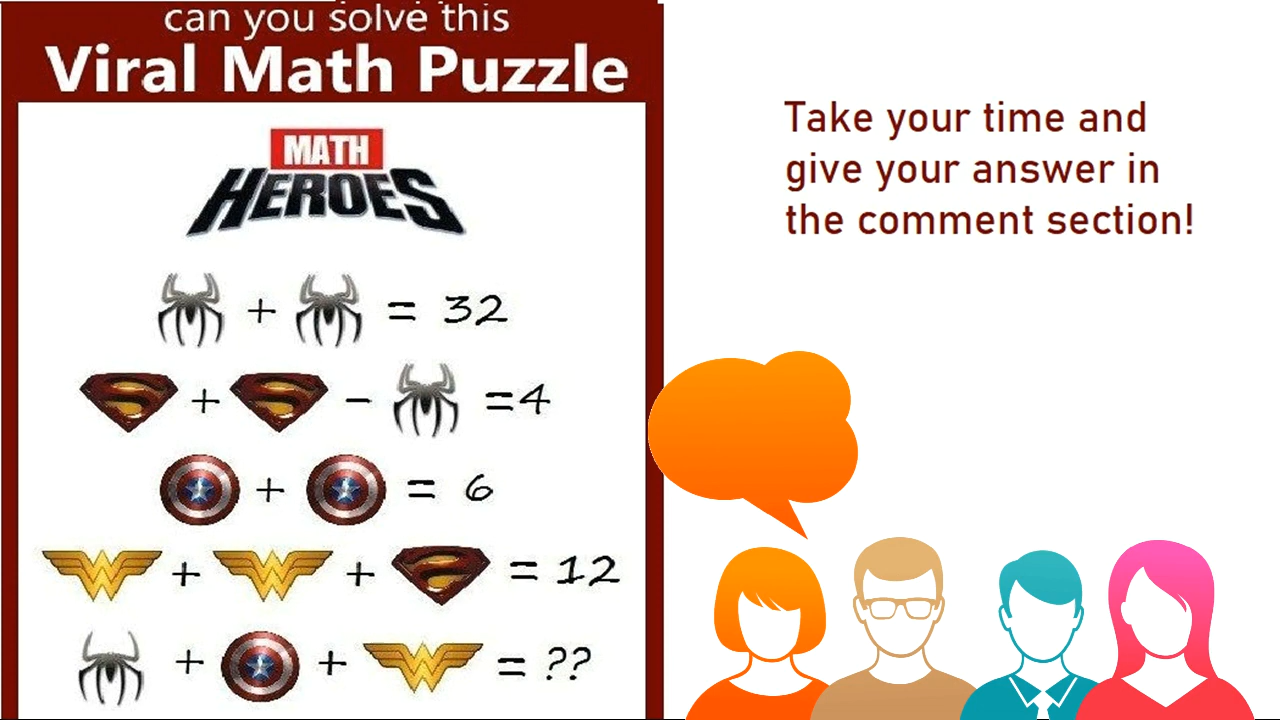 can you solve this
Viral Math Puzzle
MATH
HEROES
+ = 32
+ - =4
+ = 6
+ + = 12
+ + = ??
Take your time and
give your answer in
the comment section!